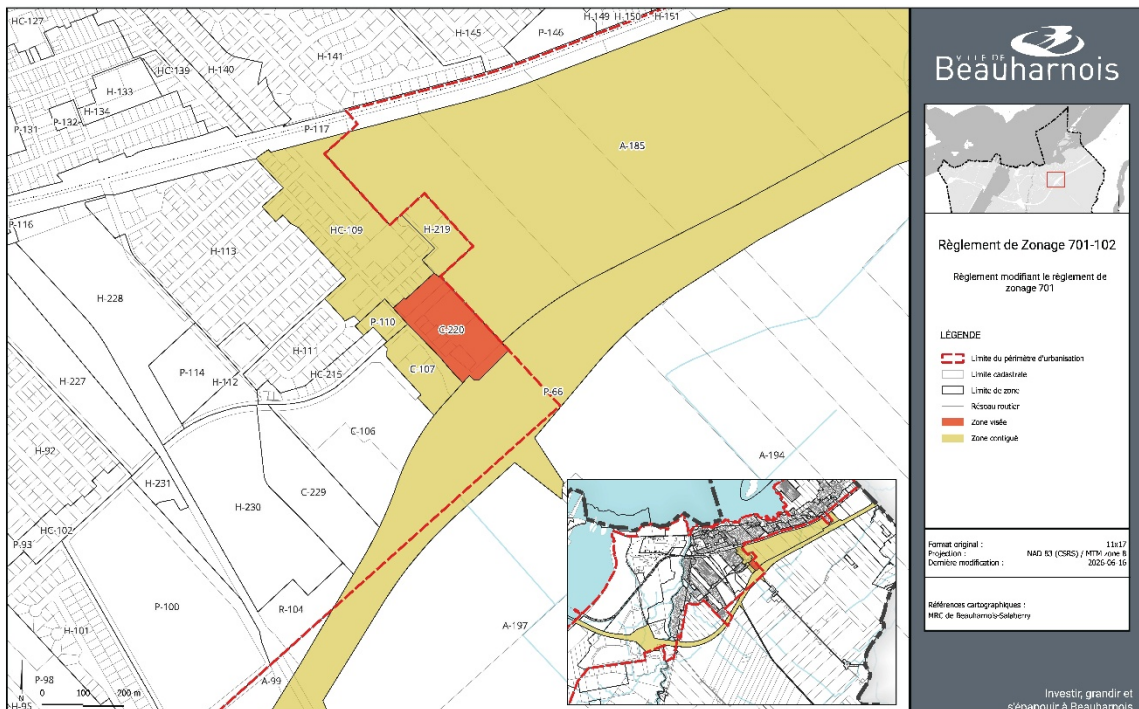 HC-127
H-141
H-145
H-149
H-150
H-151
P-146
HC-139
H-140
H-133
H-134
P-132
P-131
P-117
A-185
P-116
HC-109
H-219
H-113
H-228
P-110
C-220
H-111
C-107
HC-215
P-114
H-112
H-227
P-66
C-106
H-92
A-194
H-231
C-229
H-230
HC-102
P-93
P-100
R-104
H-101
A-197
P-98
A-99
H-95
N
0 100 200 m
VILLE DE
Beauharnois
Règlement de Zonage 701-102
Règlement modifiant le règlement de
zonage 701
LÉGENDE
Limite du périmètre d'urbanisation
Limite cadastrale
Limite de zone
Réseau routier
Zone visée
Zone contiguë
Format original : 11x17
Projection : NAD 83 (CSRS) / MTM zone 8
Dernière modification : 2026-06-16
Références cartographiques :
MRC de Beauharnois-Salaberry
Investir, grandir et
s'épanouir à Beauharnois